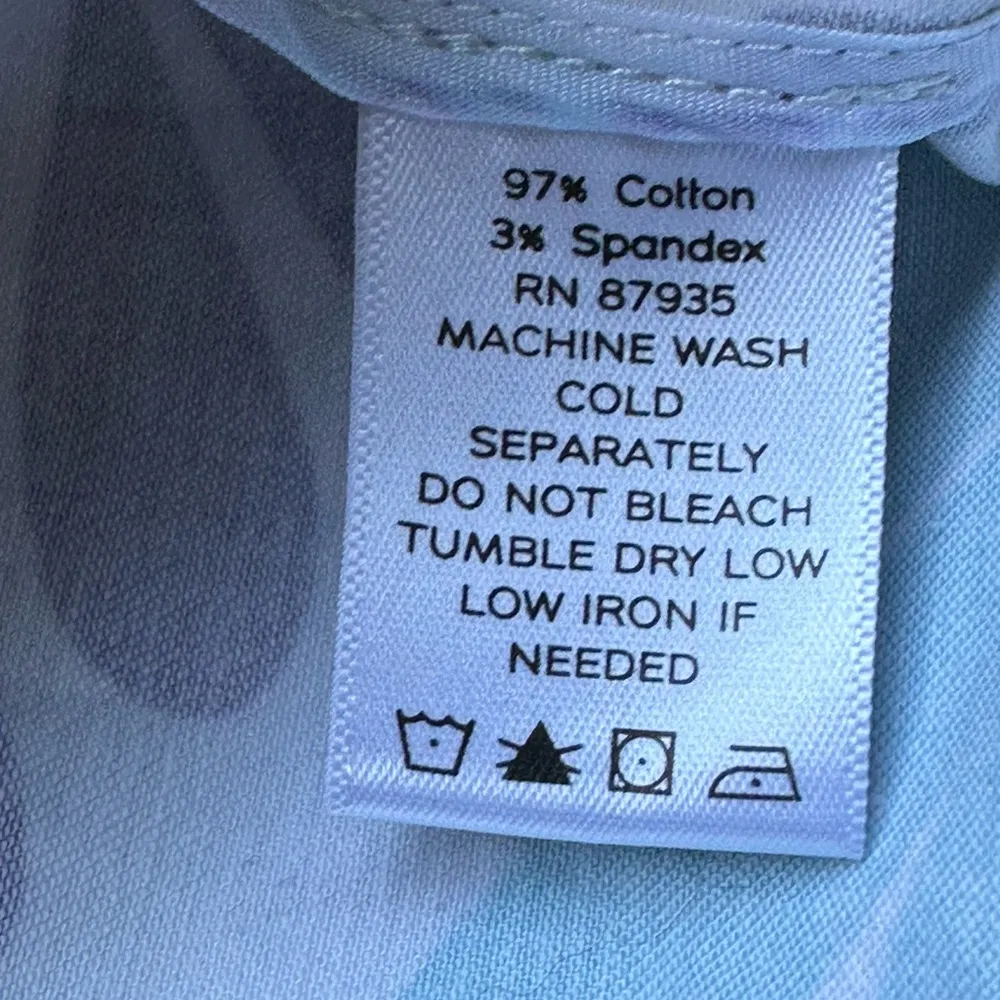 97% Cotton
3% Spandex
RN 87935
MACHINE WASH
COLD
SEPARATELY
DO NOT BLEACH
TUMBLE DRY LOW
LOW IRON IF
NEEDED